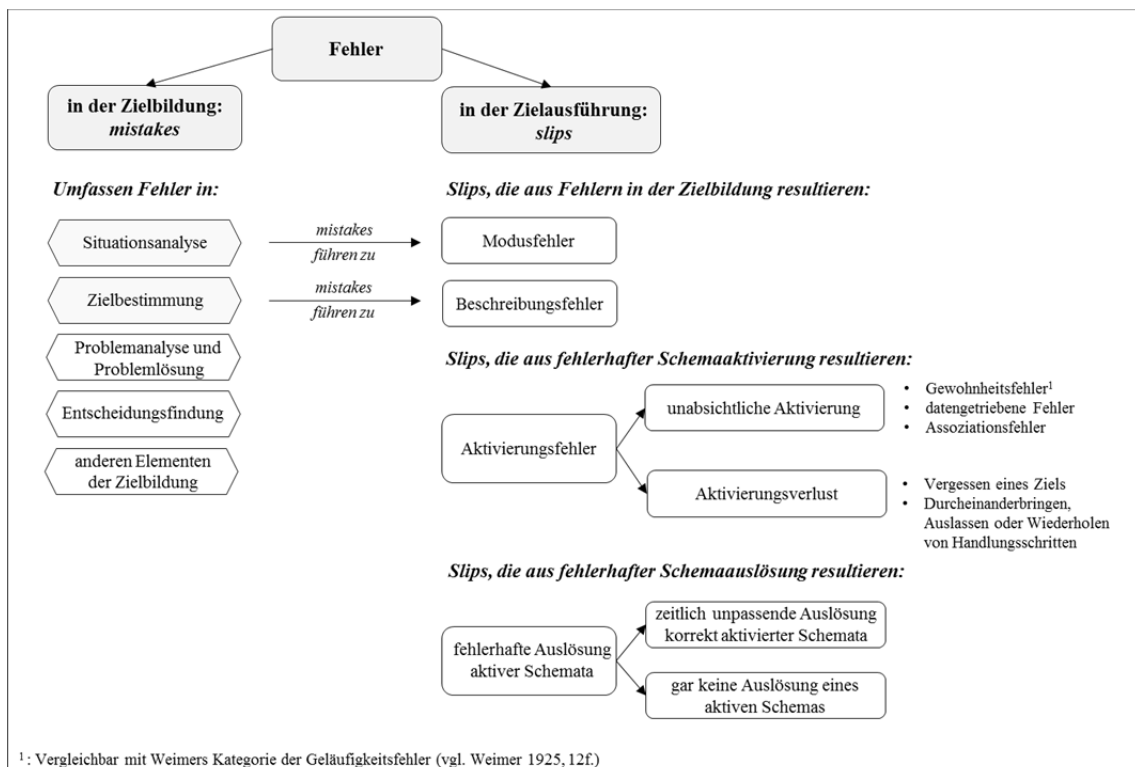 Fehler
in der Zielbildung:
mistakes
in der Zielausführung:
slips
Umfassen Fehler in:
Situationsanalyse
Zielbestimmung
Problemanalyse und
Problemlösung
Entscheidungsfindung
anderen Elementen
der Zielbildung
mistakes
führen zu
mistakes
führen zu
Slips, die aus Fehlern in der Zielbildung resultieren:
Modusfehler
Beschreibungsfehler
Slips, die aus fehlerhafter Schemaaktivierung resultieren:
Aktivierungsfehler
unabsichtliche Aktivierung
• Gewohnheitsfehler¹
• datengetriebene Fehler
• Assoziationsfehler
Aktivierungsverlust
• Vergessen eines Ziels
• Durcheinanderbringen,
Auslassen oder Wiederholen
von Handlungsschritten
Slips, die aus fehlerhafter Schemaauslösung resultieren:
fehlerhafte Auslösung
aktiver Schemata
zeitlich unpassende Auslösung
korrekt aktivierter Schemata
gar keine Auslösung eines
aktiven Schemas
¹ : Vergleichbar mit Weimers Kategorie der Geläufigkeitsfehler (vgl. Weimer 1925, 12f.)